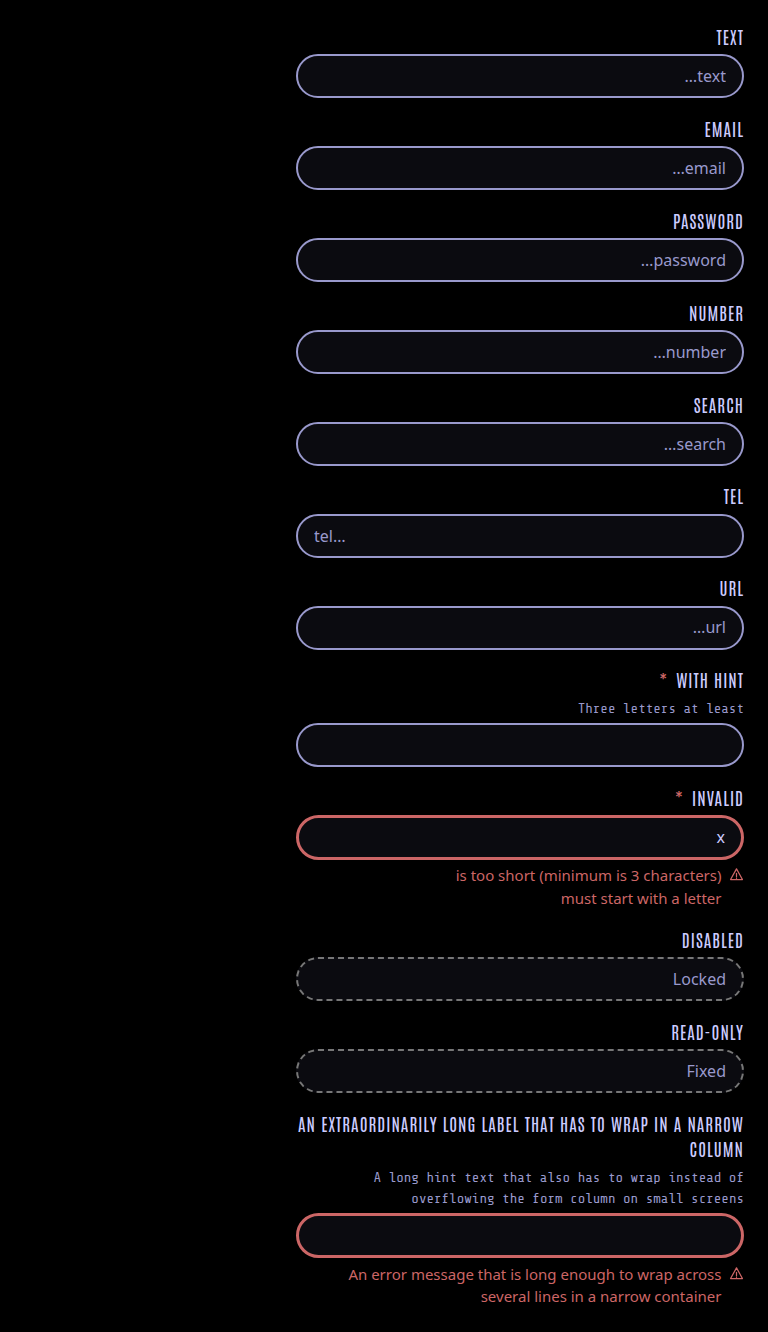 TEXT
...text
EMAIL
...email
PASSWORD
...password
NUMBER
...number
SEARCH
...search
TEL
tel...
URL
...url
* WITH HINT
Three letters at least
* INVALID
x
is too short (minimum is 3 characters)
must start with a letter
DISABLED
Locked
READ-ONLY
Fixed
AN EXTRAORDINARILY LONG LABEL THAT HAS TO WRAP IN A NARROW
COLUMN
A long hint text that also has to wrap instead of
overflowing the form column on small screens
An error message that is long enough to wrap across
several lines in a narrow container